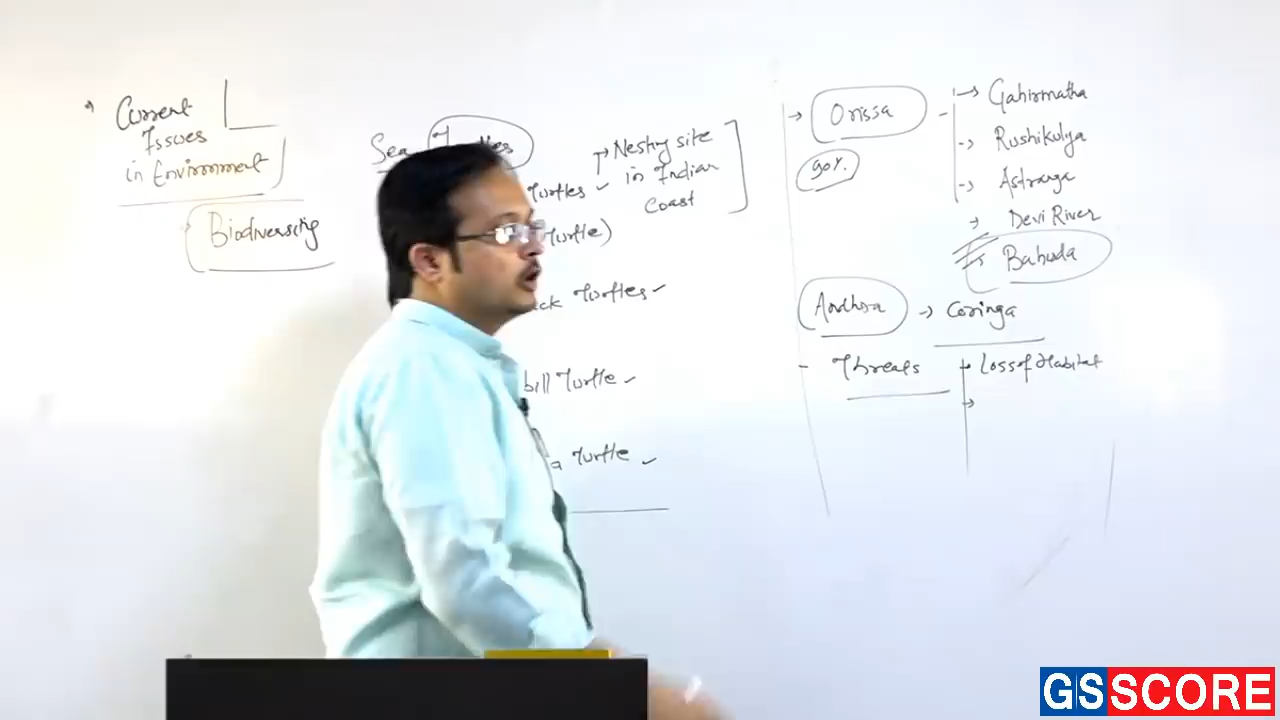 Current
Issues
in Environment
Biodiversity
Sea
Turtles
Nesting site
in Indian
Coast
Turtle)
Turtles
bill Turtle
a Turtle
Orissa
90%
Gahirmatha
Rushikulya
Astranga
Devi River
Bahuda
Andhra → Coringa
- Threats
Loss of Habitat
GSSCORE